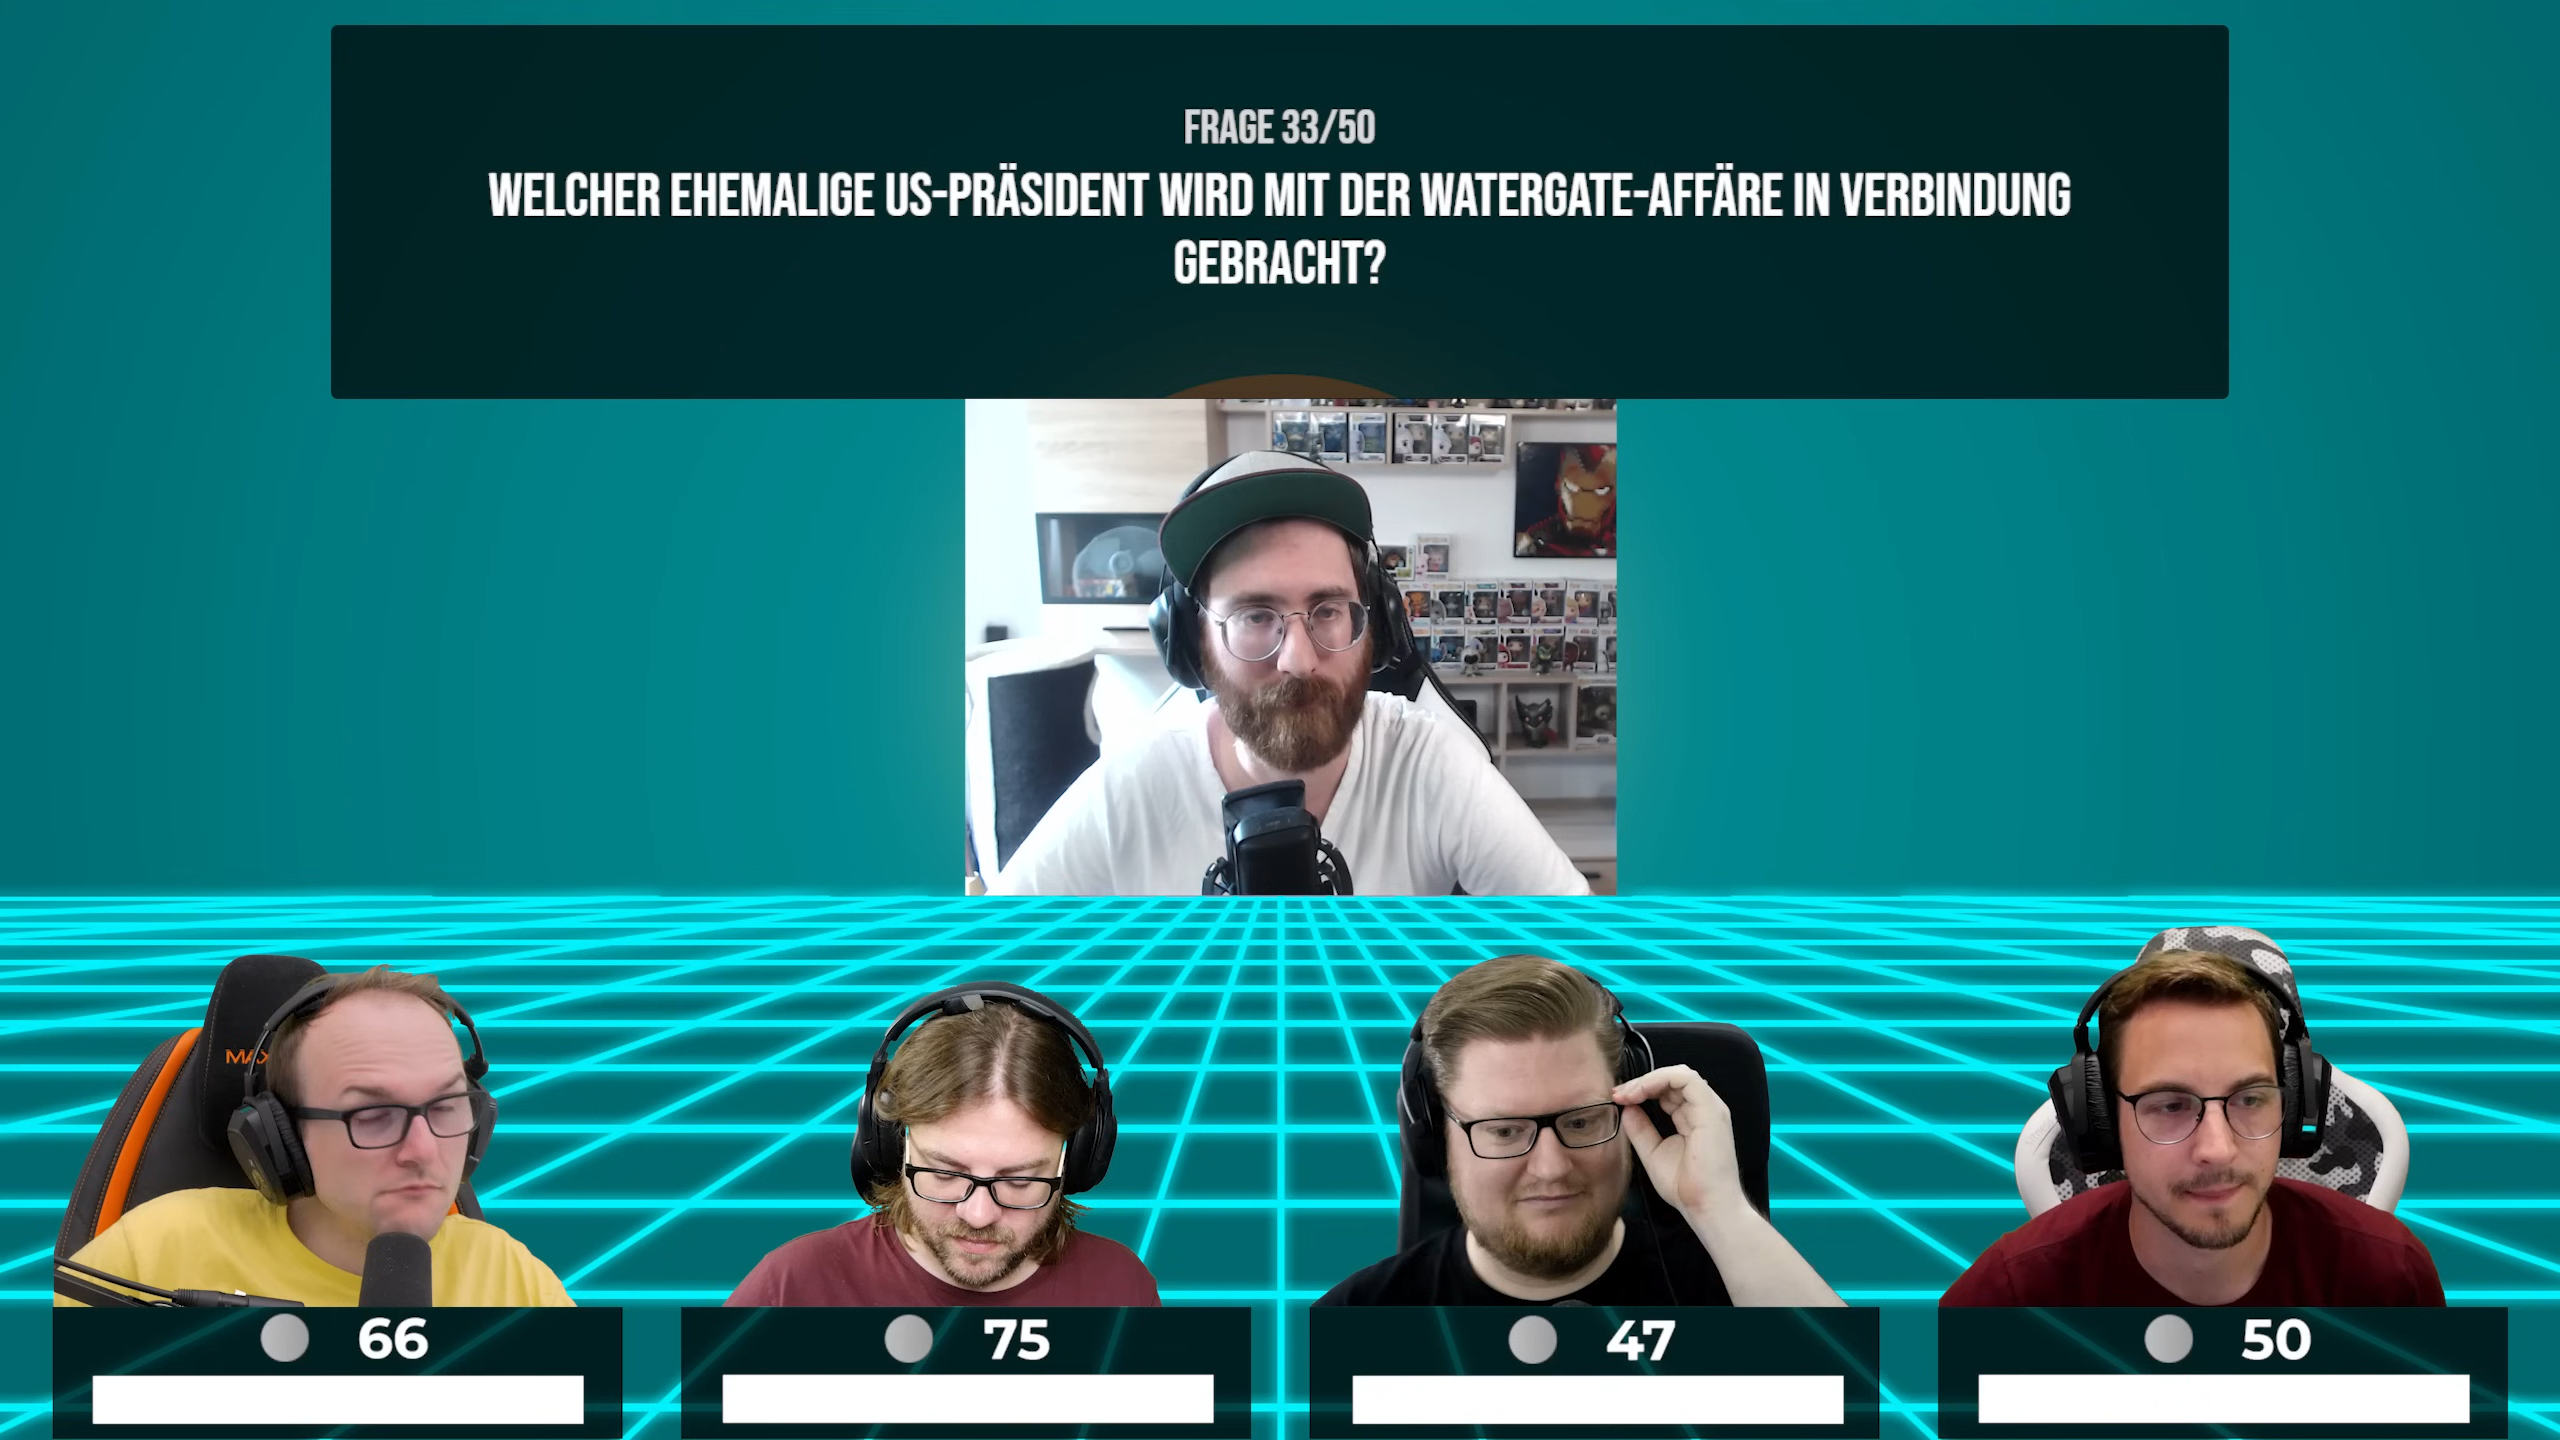 FRAGE 33/50
WELCHER EHEMALIGE US-PRÄSIDENT WIRD MIT DER WATERGATE-AFFÄRE IN VERBINDUNG
GEBRACHT?
MAX
66
75
47
50